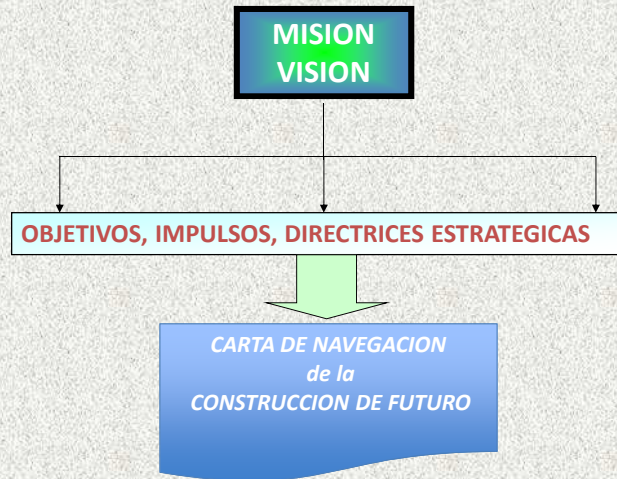 MISION
VISION
OBJETIVOS, IMPULSOS, DIRECTRICES ESTRATEGICAS
CARTA DE NAVEGACION
de la
CONSTRUCCION DE FUTURO